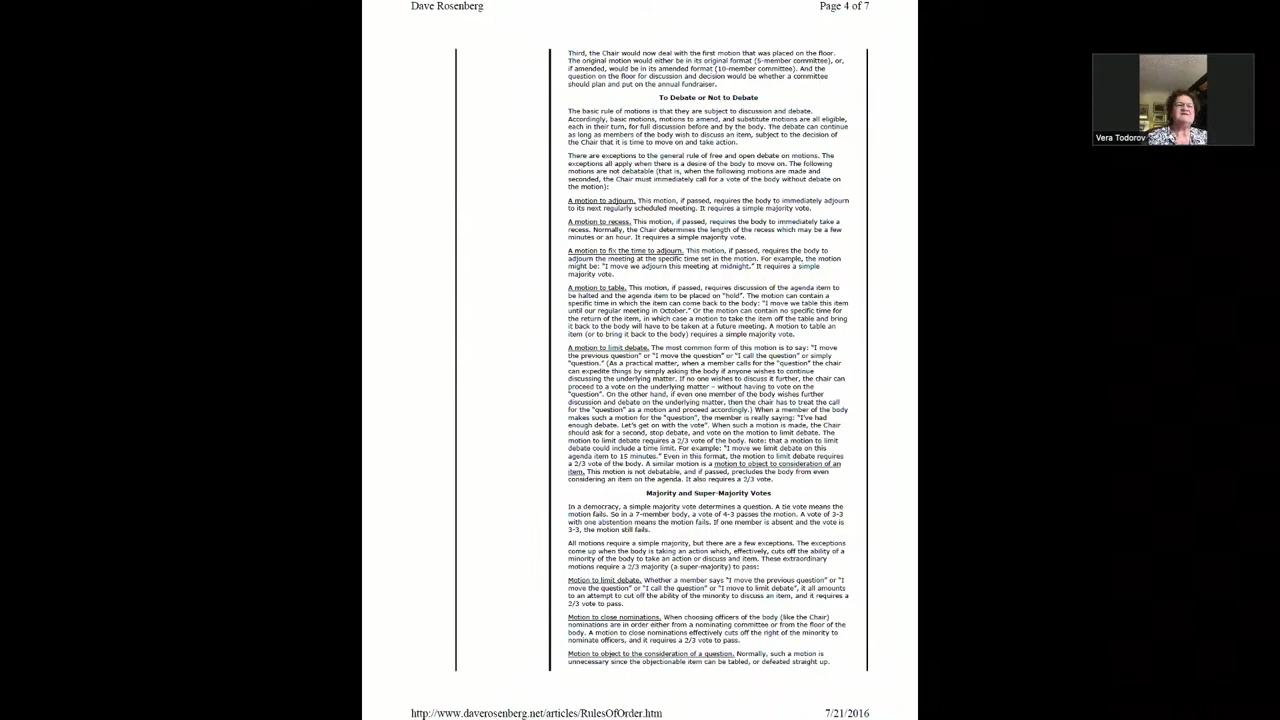 Dave Rosenberg
Page 4 of 7
Third, the Chair would now deal with the first motion that was placed on the floor.
The original motion would either be in its original format (5-member committee), or,
if amended, would be in its amended format (10-member committee). And the
question on the floor for discussion and decision would be whether a committee
should plan and put on the annual fundraiser.
To Debate or Not to Debate
The basic rule of motions is that they are subject to discussion and debate.
Accordingly, basic motions, motions to amend, and substitute motions are all eligible,
each in their turn, for full discussion before and by the body. The debate can continue
as long as members of the body wish to discuss an item, subject to the decision of
the Chair that it is time to move on and take action.
There are exceptions to the general rule of free and open debate on motions. The
exceptions all apply when there is a desire of the body to move on. The following
motions are not debatable (that is, when the following motions are made and
seconded, the Chair must immediately call for a vote of the body without debate on
the motion):
A motion to adjourn. This motion, if passed, requires the body to immediately adjourn
to its next regularly scheduled meeting. It requires a simple majority vote.
A motion to recess. This motion, if passed, requires the body to immediately take a
recess. Normally, the Chair determines the length of the recess which may be a few
minutes or an hour. It requires a simple majority vote.
A motion to fix the time to adjourn. This motion, if passed, requires the body to
adjourn the meeting at the specific time set in the motion. For example, the motion
might be: "I move we adjourn this meeting at midnight." It requires a simple
majority vote.
A motion to table. This motion, if passed, requires discussion of the agenda item to
be halted and the agenda item to be placed on "hold". The motion can contain a
specific time in which the item can come back to the body: "I move we table this item
until our regular meeting in October." Or the motion can contain no specific time for
the return of the item, in which case a motion to take the item off the table and bring
it back to the body will have to be taken at a future meeting. A motion to table an
item (or to bring it back to the body) requires a simple majority vote.
A motion to limit debate. The most common form of this motion is to say: "I move
the previous question" or "I move the question" or "I call the question" or simply
"question." (As a practical matter, when a member calls for the "question" the chair
can expedite things by simply asking the body if anyone wishes to continue
discussing the underlying matter. If no one wishes to discuss it further, the chair can
proceed to a vote on the underlying matter – without having to vote on the
"question". On the other hand, if even one member of the body wishes further
discussion and debate on the underlying matter, then the chair has to treat the call
for the "question" as a motion and proceed accordingly.) When a member of the body
makes such a motion for the "question", the member is really saying: "I've had
enough debate. Let's get on with the vote". When such a motion is made, the Chair
should ask for a second, stop debate, and vote on the motion to limit debate. The
motion to limit debate requires a 2/3 vote of the body. Note: that a motion to limit
debate could include a time limit. For example: "I move we limit debate on this
agenda item to 15 minutes." Even in this format, the motion to limit debate requires
a 2/3 vote of the body. A similar motion is a motion to object to consideration of an
item. This motion is not debatable, and if passed, precludes the body from even
considering an item on the agenda. It also requires a 2/3 vote.
Majority and Super-Majority Votes
In a democracy, a simple majority vote determines a question. A tie vote means the
motion fails. So in a 7-member body, a vote of 4-3 passes the motion. A vote of 3-3
with one abstention means the motion fails. If one member is absent and the vote is
3-3, the motion still fails.
All motions require a simple majority, but there are a few exceptions. The exceptions
come up when the body is taking an action which, effectively, cuts off the ability of a
minority of the body to take an action or discuss and item. These extraordinary
motions require a 2/3 majority (a super-majority) to pass:
Motion to limit debate. Whether a member says "I move the previous question" or "I
move the question" or "I call the question" or "I move to limit debate", it all amounts
to an attempt to cut off the ability of the minority to discuss an item, and it requires a
2/3 vote to pass.
Motion to close nominations. When choosing officers of the body (like the Chair)
nominations are in order either from a nominating committee or from the floor of the
body. A motion to close nominations effectively cuts off the right of the minority to
nominate officers, and it requires a 2/3 vote to pass.
Motion to object to the consideration of a question. Normally, such a motion is
unnecessary since the objectionable item can be tabled, or defeated straight up.
http://www.daverosenberg.net/articles/RulesOfOrder.htm
7/21/2016
Vera Todorov